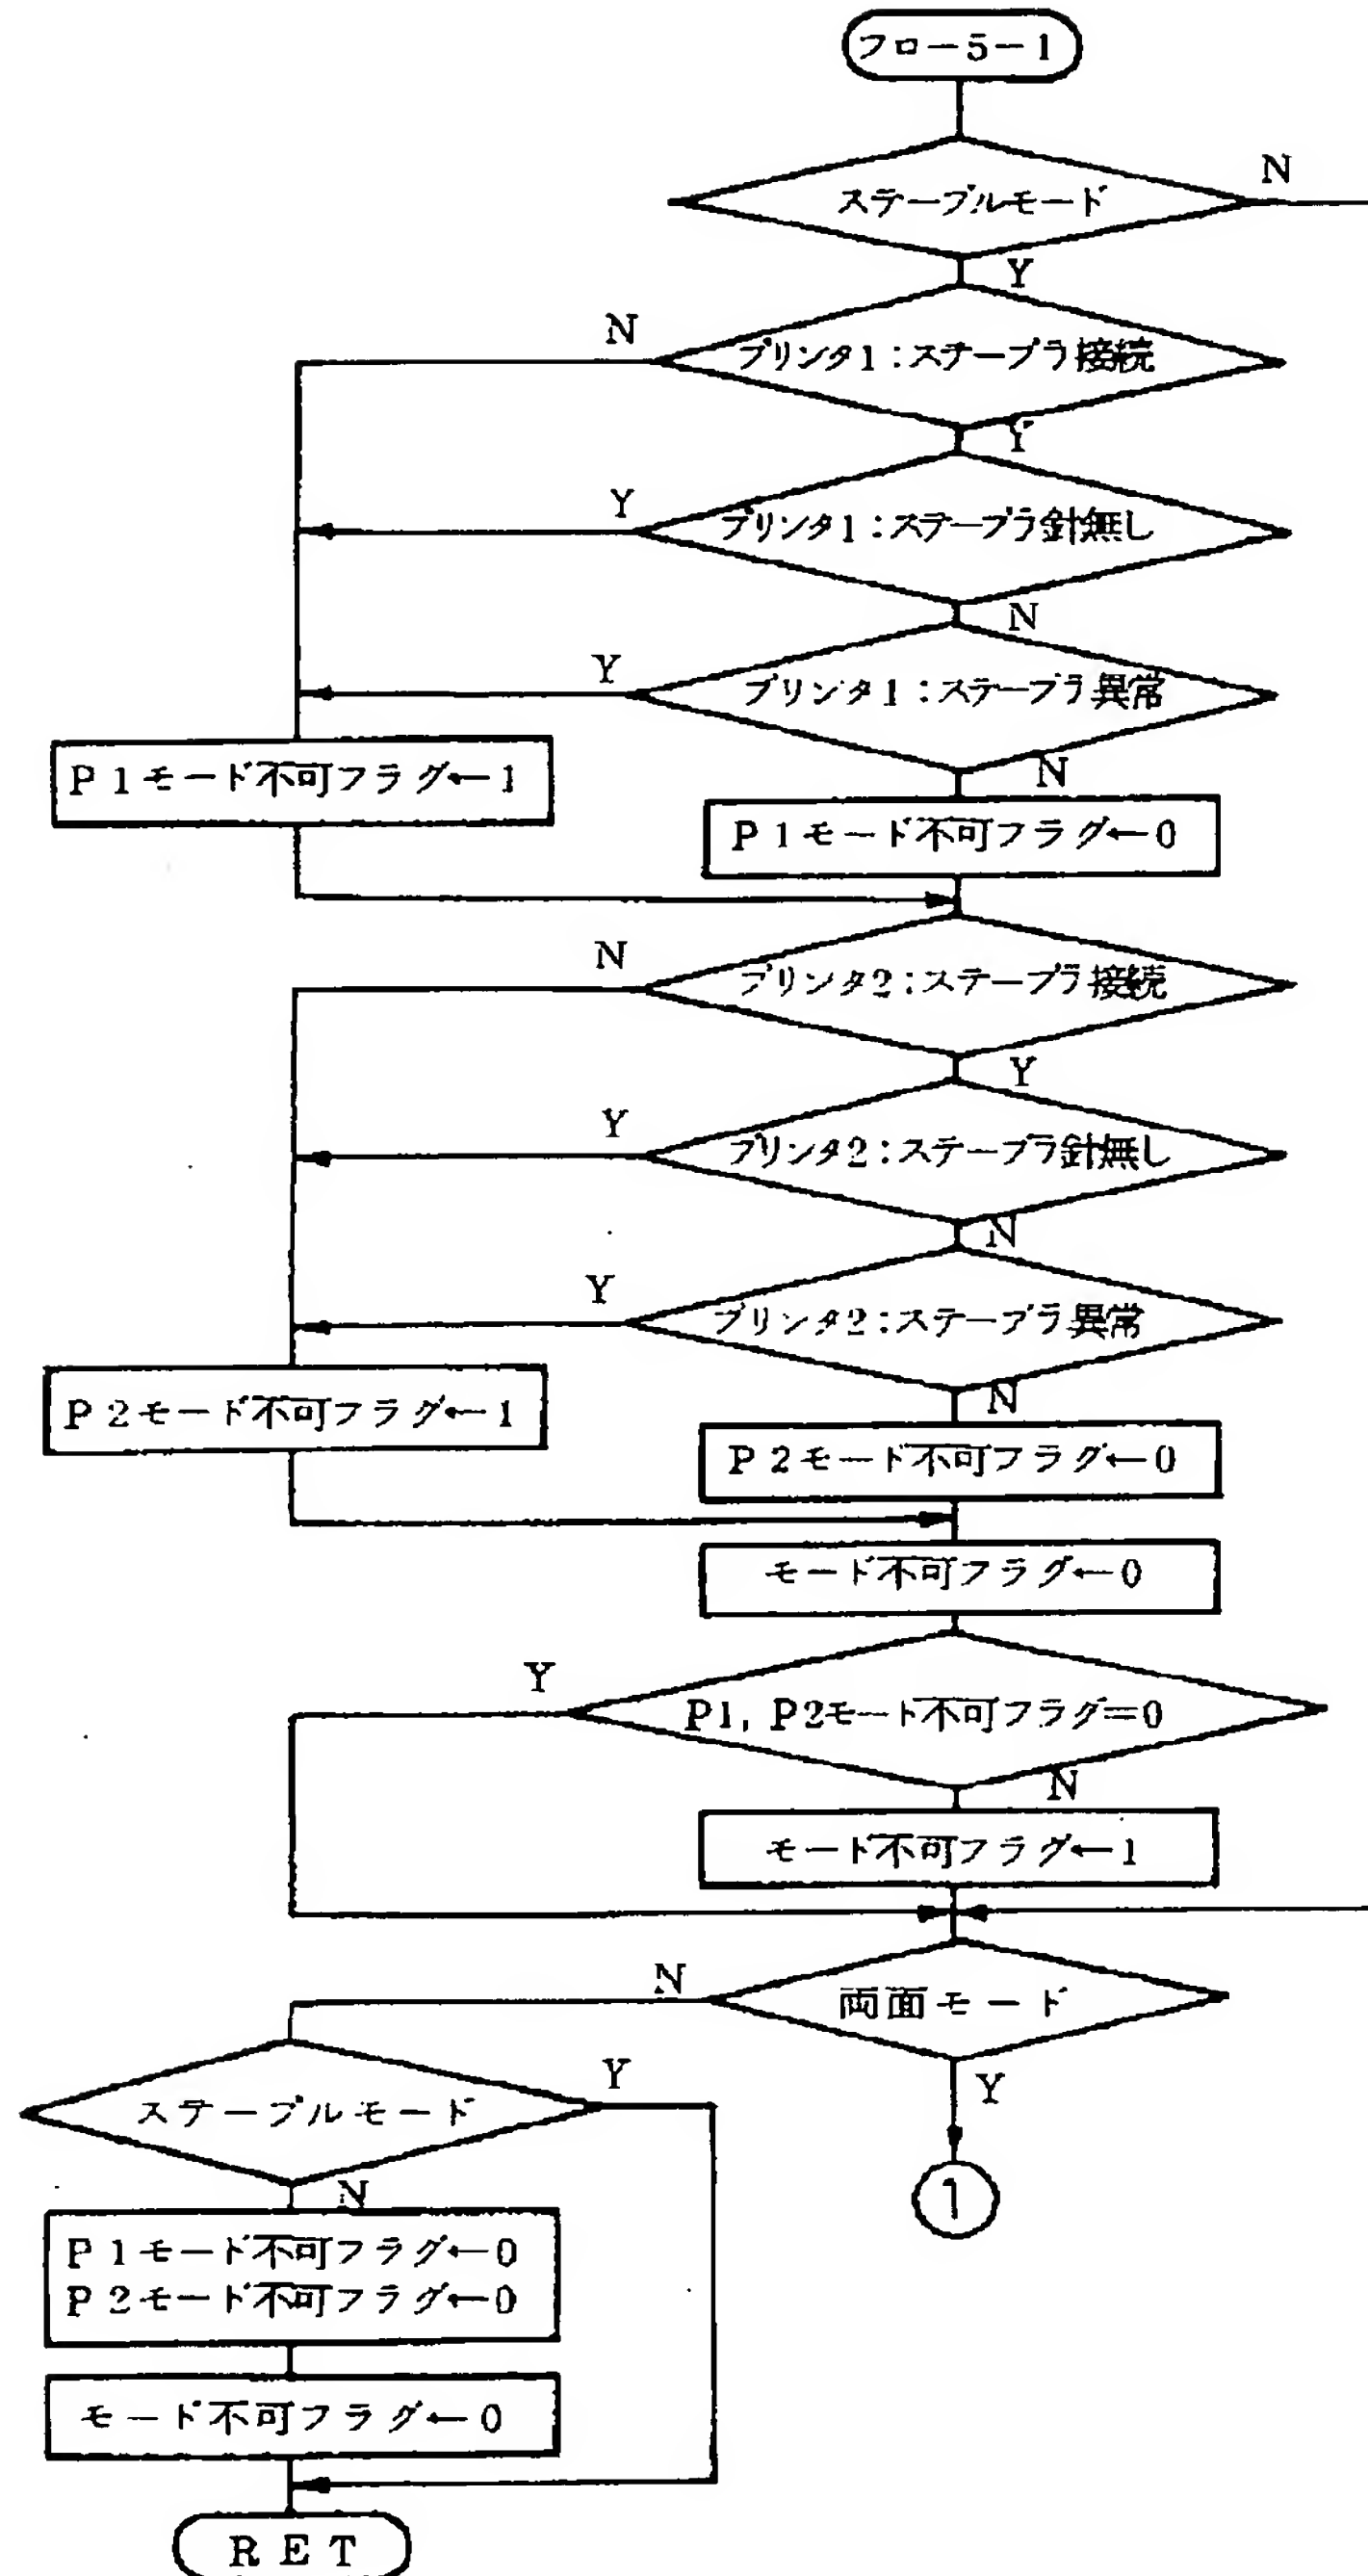 フロー5-1
ステープルモード
N
Y
N
プリンタ1:ステープラ接続
Y
Y
プリンタ1:ステープラ針無し
N
Y
プリンタ1:ステープラ異常
N
P1モード不可フラグ←1
P1モード不可フラグ←0
N
プリンタ2:ステープラ接続
Y
Y
プリンタ2:ステープラ針無し
N
Y
プリンタ2:ステープラ異常
N
P2モード不可フラグ←1
P2モード不可フラグ←0
モード不可フラグ←0
Y
P1, P2モード不可フラグ=0
N
モード不可フラグ←1
N
両面モード
Y
Y
ステープルモード
N
1
P1モード不可フラグ←0
P2モード不可フラグ←0
モード不可フラグ←0
RET